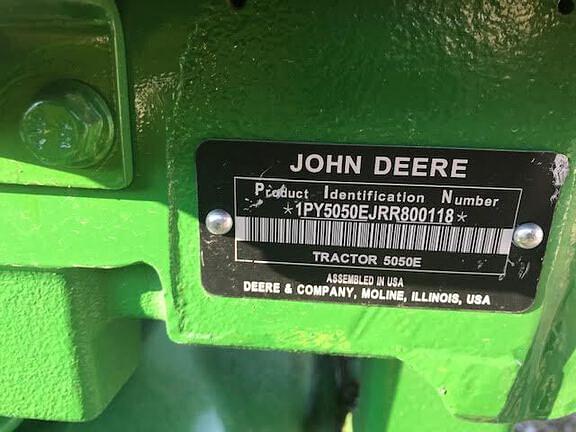 JOHN DEERE
Product Identification Number
*1PY5050EJRR800118*
TRACTOR 5050E
ASSEMBLED IN USA
DEERE & COMPANY, MOLINE, ILLINOIS, USA